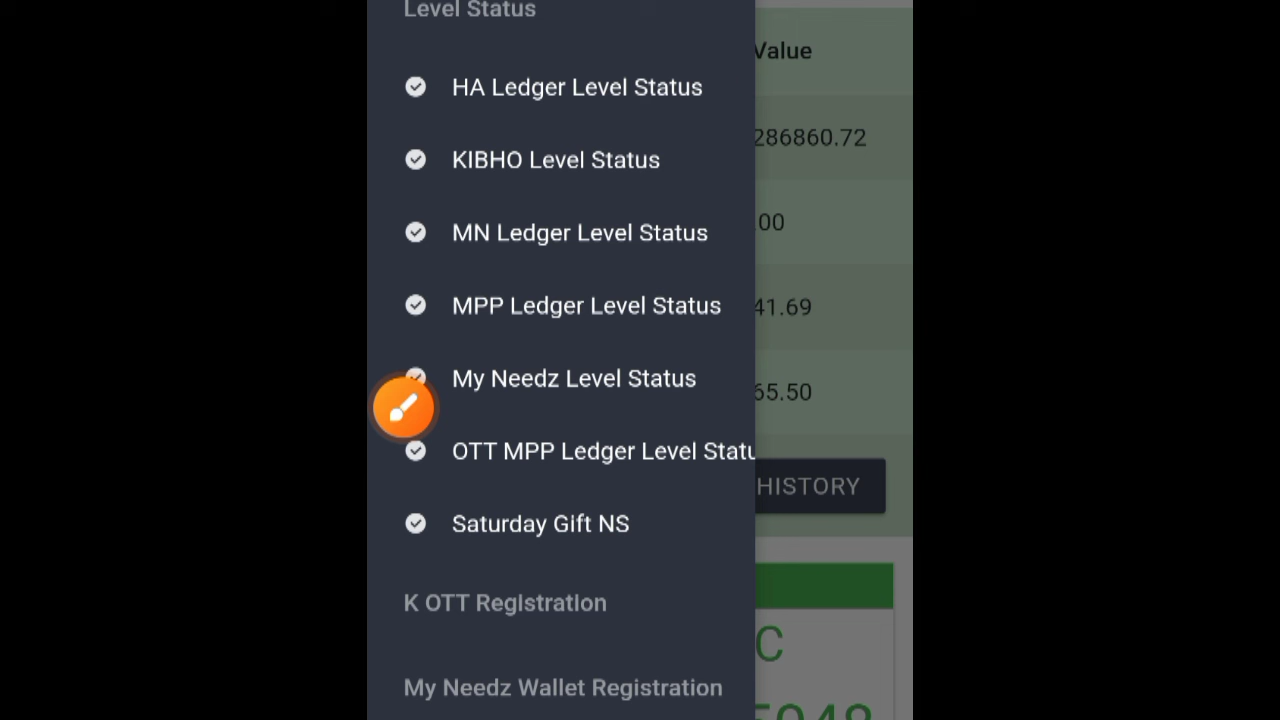 Level Status
Value
HA Ledger Level Status
286860.72
KIBHO Level Status
.00
MN Ledger Level Status
41.69
MPP Ledger Level Status
65.50
My Needz Level Status
OTT MPP Ledger Level Statu
HISTORY
Saturday Gift NS
K OTT Registration
C
My Needz Wallet Registration